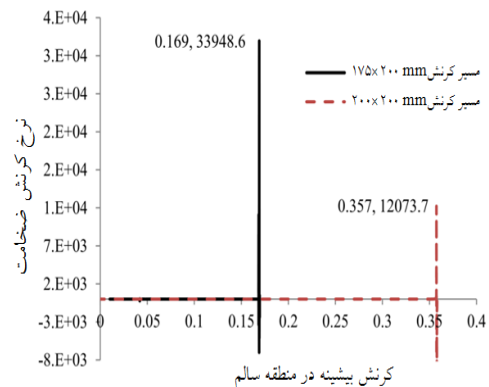 4.E+04
0.169, 33948.6
3.E+04
مسیر کرنش ۱۷۵×۲۰۰ mm
3.E+04
مسیر کرنش ۲۰۰×۲۰۰ mm
2.E+04
2.E+04
نرخ کرنش ضخامت
1.E+04
0.357, 12073.7
7.E+03
2.E+03
0 0.05 0.1 0.15 0.2 0.25 0.3 0.35 0.4
-3.E+03
-8.E+03
کرنش بیشینه در منطقه سالم